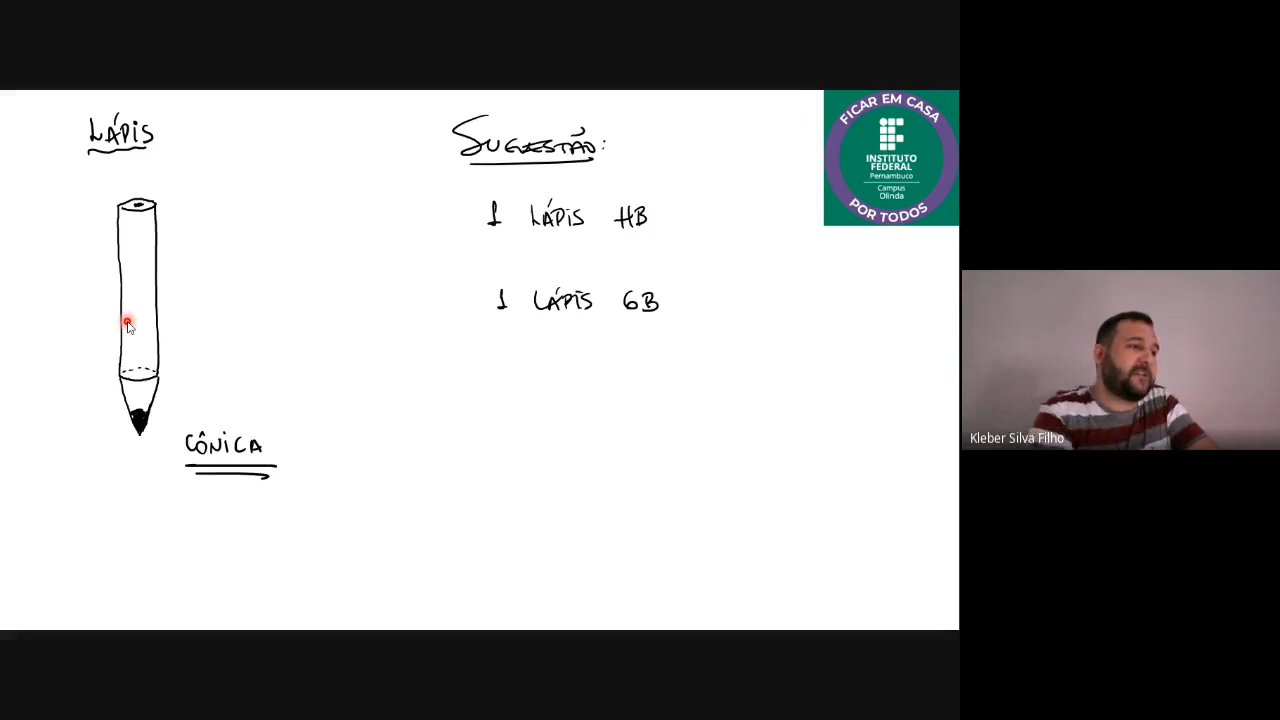 LÁPIS
SUGESTÃO:
1 LÁPIS HB
1 LÁPIS 6B
CÔNICA
FICAR EM CASA
INSTITUTO
FEDERAL
Pernambuco
Campus
Olinda
POR TODOS
Kleber Silva Filho